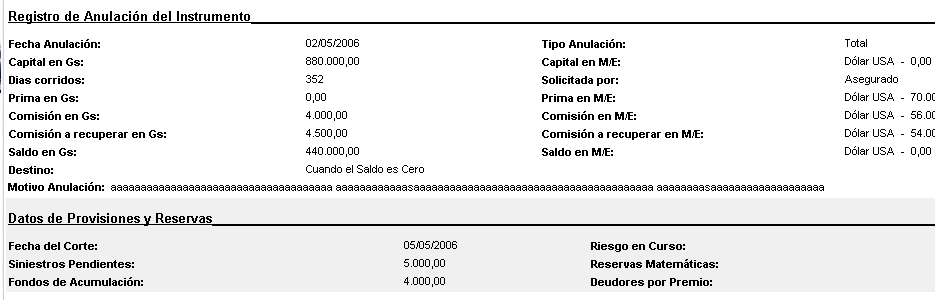 Registro de Anulación del Instrumento
Fecha Anulación: 02/05/2006 Tipo Anulación: Total
Capital en Gs: 880.000,00 Capital en M/E: Dólar USA - 0,00
Dias corridos: 352 Solicitada por: Asegurado
Prima en Gs: 0,00 Prima en M/E: Dólar USA - 70.00
Comisión en Gs: 4.000,00 Comisión en M/E: Dólar USA - 56.00
Comisión a recuperar en Gs: 4.500,00 Comisión a recuperar en M/E: Dólar USA - 54.00
Saldo en Gs: 440.000,00 Saldo en M/E: Dólar USA - 0,00
Destino: Cuando el Saldo es Cero
Motivo Anulación:
Datos de Provisiones y Reservas
Fecha del Corte: 05/05/2006 Riesgo en Curso:
Siniestros Pendientes: 5.000,00 Reservas Matemáticas:
Fondos de Acumulación: 4.000,00 Deudores por Premio: